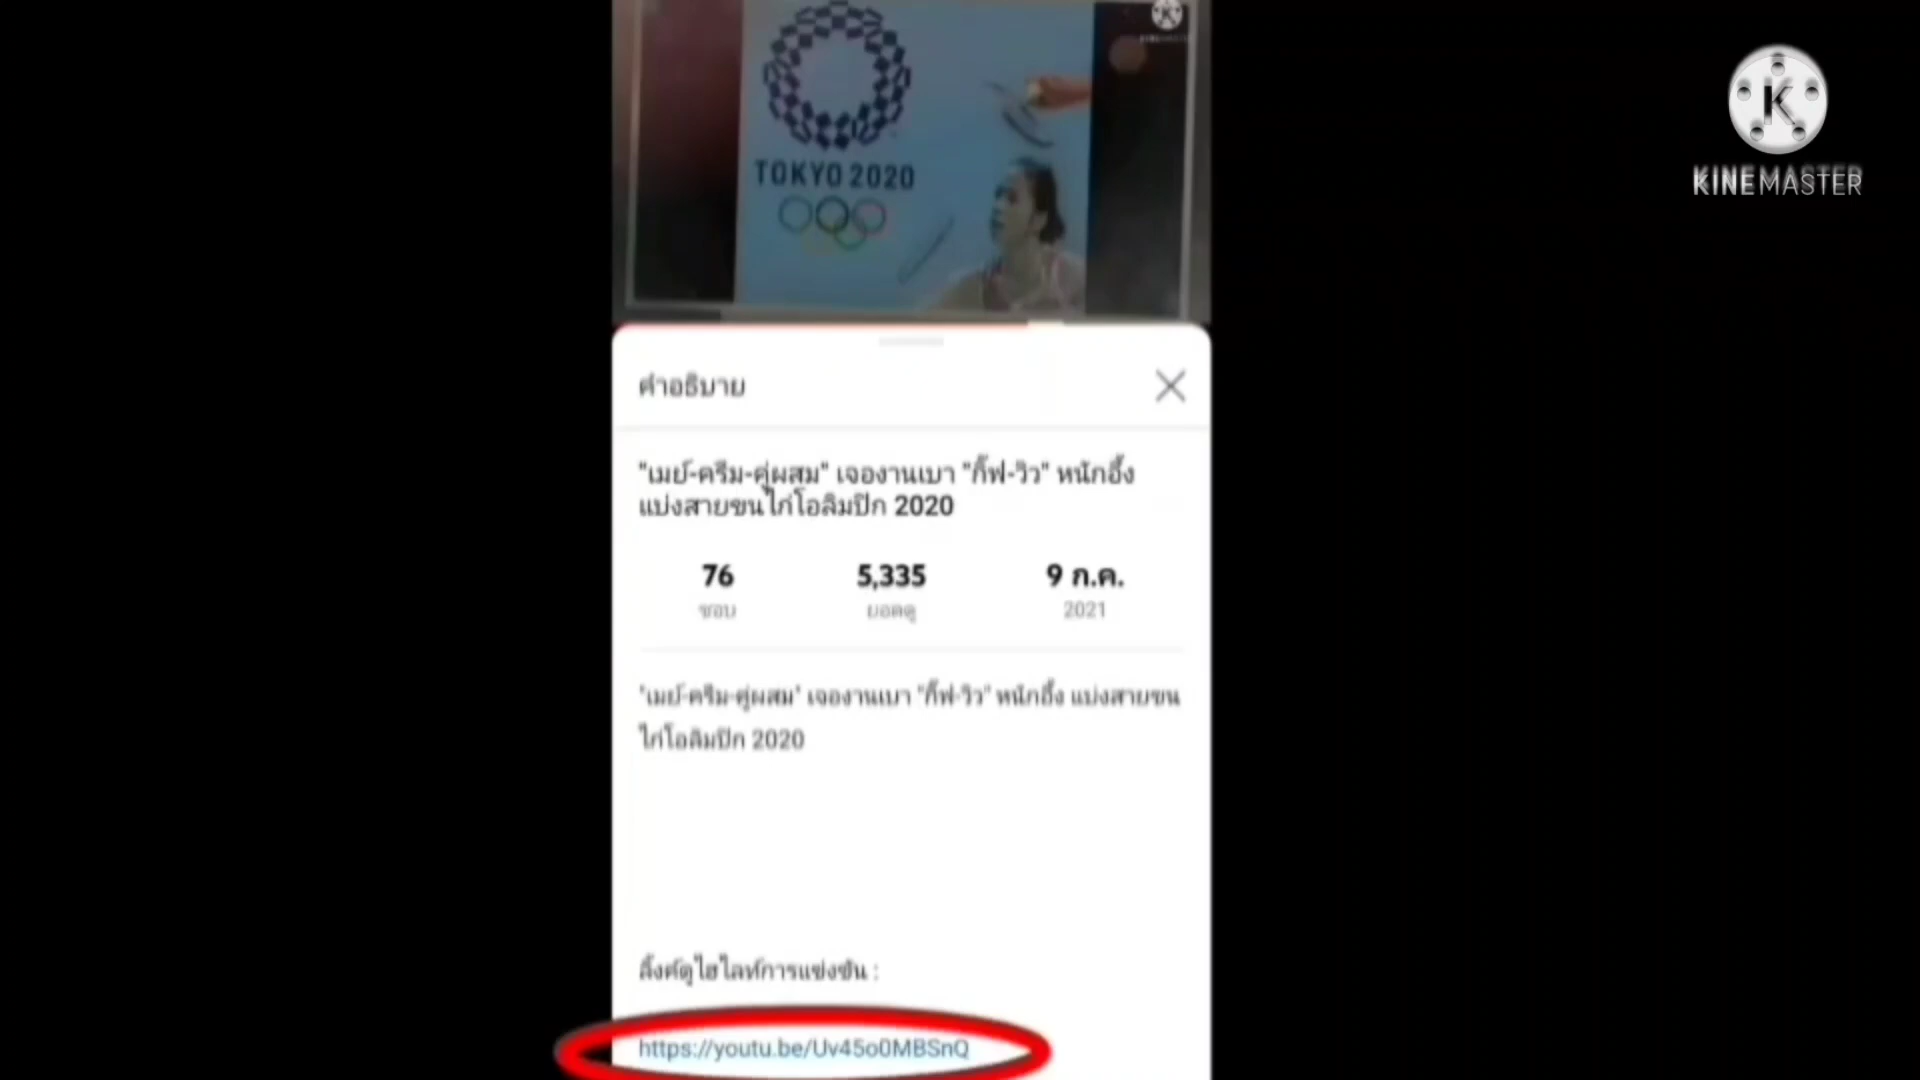 TOKYO 2020
KINEMASTER
คำอธิบาย
"เมย์-ครีม-คู่ผสม" เจองานเบา "กิ๊ฟ-วิว" หนักอึ้ง
แบ่งสายขนไก่โอลิมปิก 2020
76
5,335
9 ก.ค.
ชอบ
ยอดดู
2021
"เมย์-ครีม-คู่ผสม" เจองานเบา "กิ๊ฟ-วิว" หนักอึ้ง แบ่งสายขน
ไก่โอลิมปิก 2020
ลิ้งค์ดูไฮไลท์การแข่งขัน :
https://youtu.be/Uv45o0MBSnQ